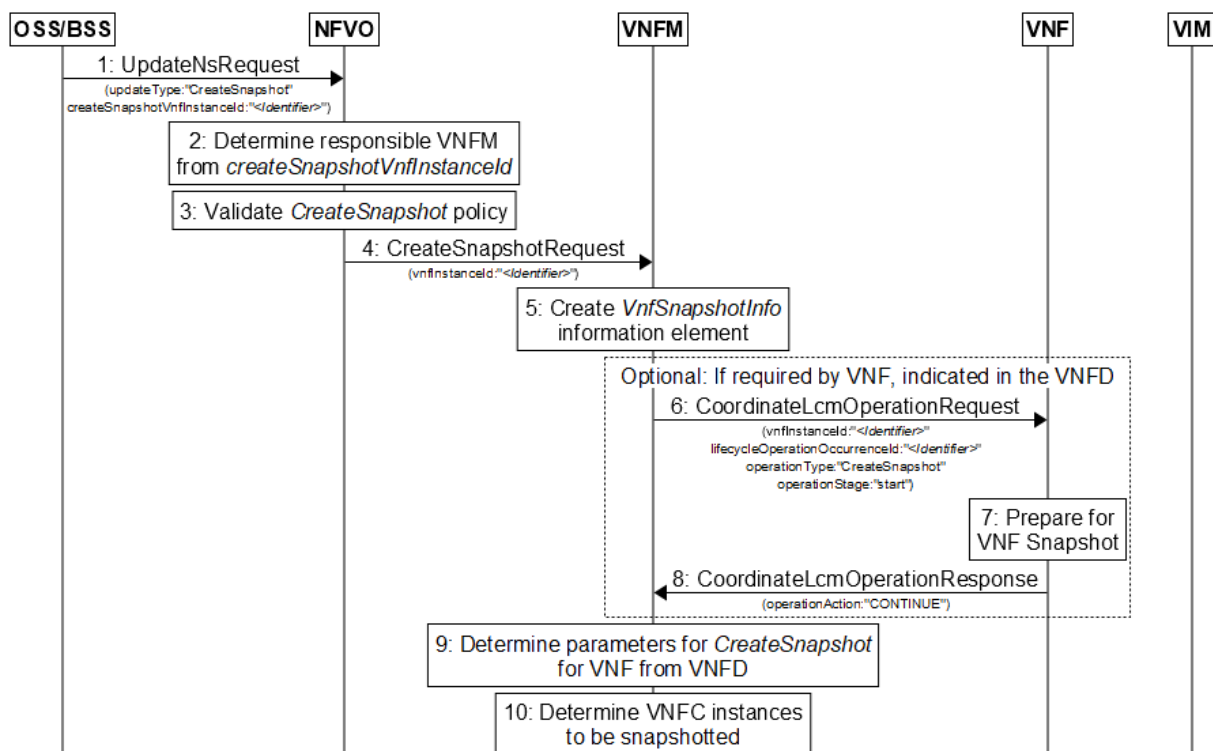 OSS/BSS NFVO VNFM VNF VIM
1: UpdateNsRequest
(updateType:"CreateSnapshot"
createSnapshotVnfInstanceId:"<Identifier>")
2: Determine responsible VNFM
from createSnapshotVnfInstanceId
3: Validate CreateSnapshot policy
4: CreateSnapshotRequest
(vnfInstanceId:"<Identifier>")
5: Create VnfSnapshotInfo
information element
Optional: If required by VNF, indicated in the VNFD
6: CoordinateLcmOperationRequest
(vnfInstanceId:"<Identifier>"
lifecycleOperationOccurrenceId:"<Identifier>"
operationType:"CreateSnapshot"
operationStage:"start")
7: Prepare for
VNF Snapshot
8: CoordinateLcmOperationResponse
(operationAction:"CONTINUE")
9: Determine parameters for CreateSnapshot
for VNF from VNFD
10: Determine VNFC instances
to be snapshotted